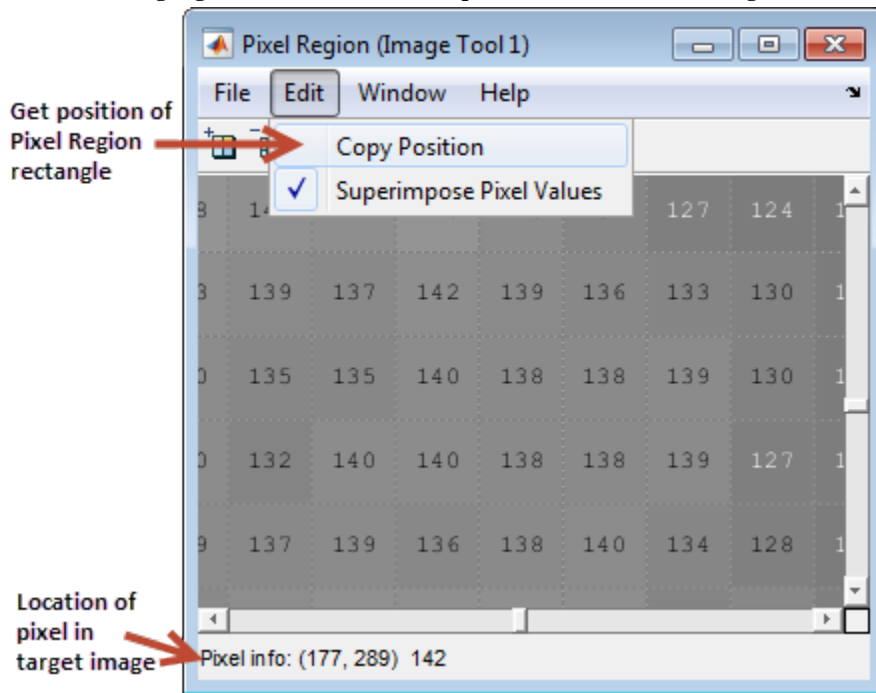 Pixel Region (Image Tool 1)
File Edit Window Help
Get position of
Pixel Region
rectangle
Copy Position
Superimpose Pixel Values
127 124
139 137 142 139 136 133 130
135 135 140 138 138 139 130
132 140 140 138 138 139 127
137 139 136 138 140 134 128
Location of
pixel in
target image
Pixel info: (177, 289) 142